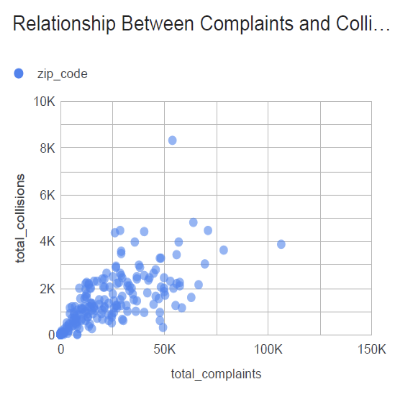 Relationship Between Complaints and Colli...
zip_code
10K
8K
6K
4K
2K
0
0
50K
100K
150K
total_collisions
total_complaints